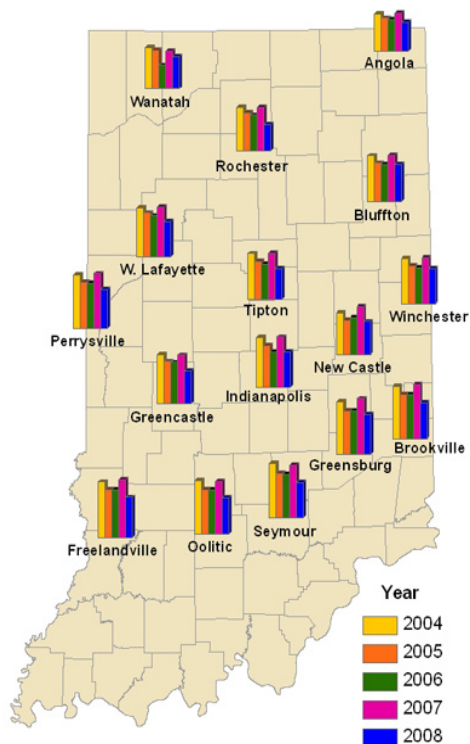 Angola
Wanatah
Rochester
Bluffton
W. Lafayette
Tipton
Winchester
Perrysville
New Castle
Indianapolis
Greencastle
Brookville
Greensburg
Seymour
Oolitic
Freelandville
Year
2004
2005
2006
2007
2008